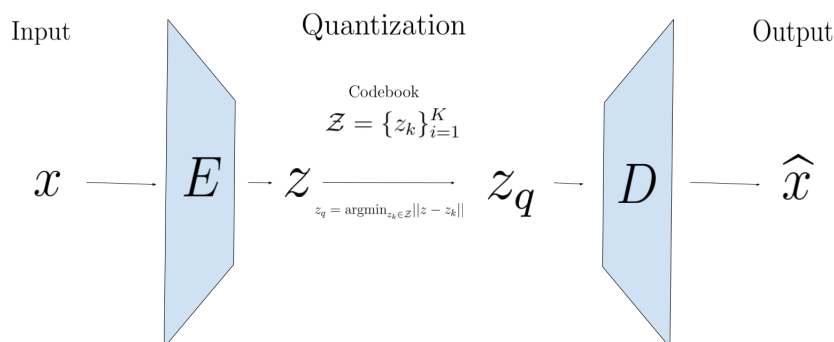 Input
Quantization
Output
Codebook
𝒵 = {z_k}_{i=1}^K
x
E
z
z_q
D
x̂
z_q = argmin_{z_k∈𝒵}||z − z_k||